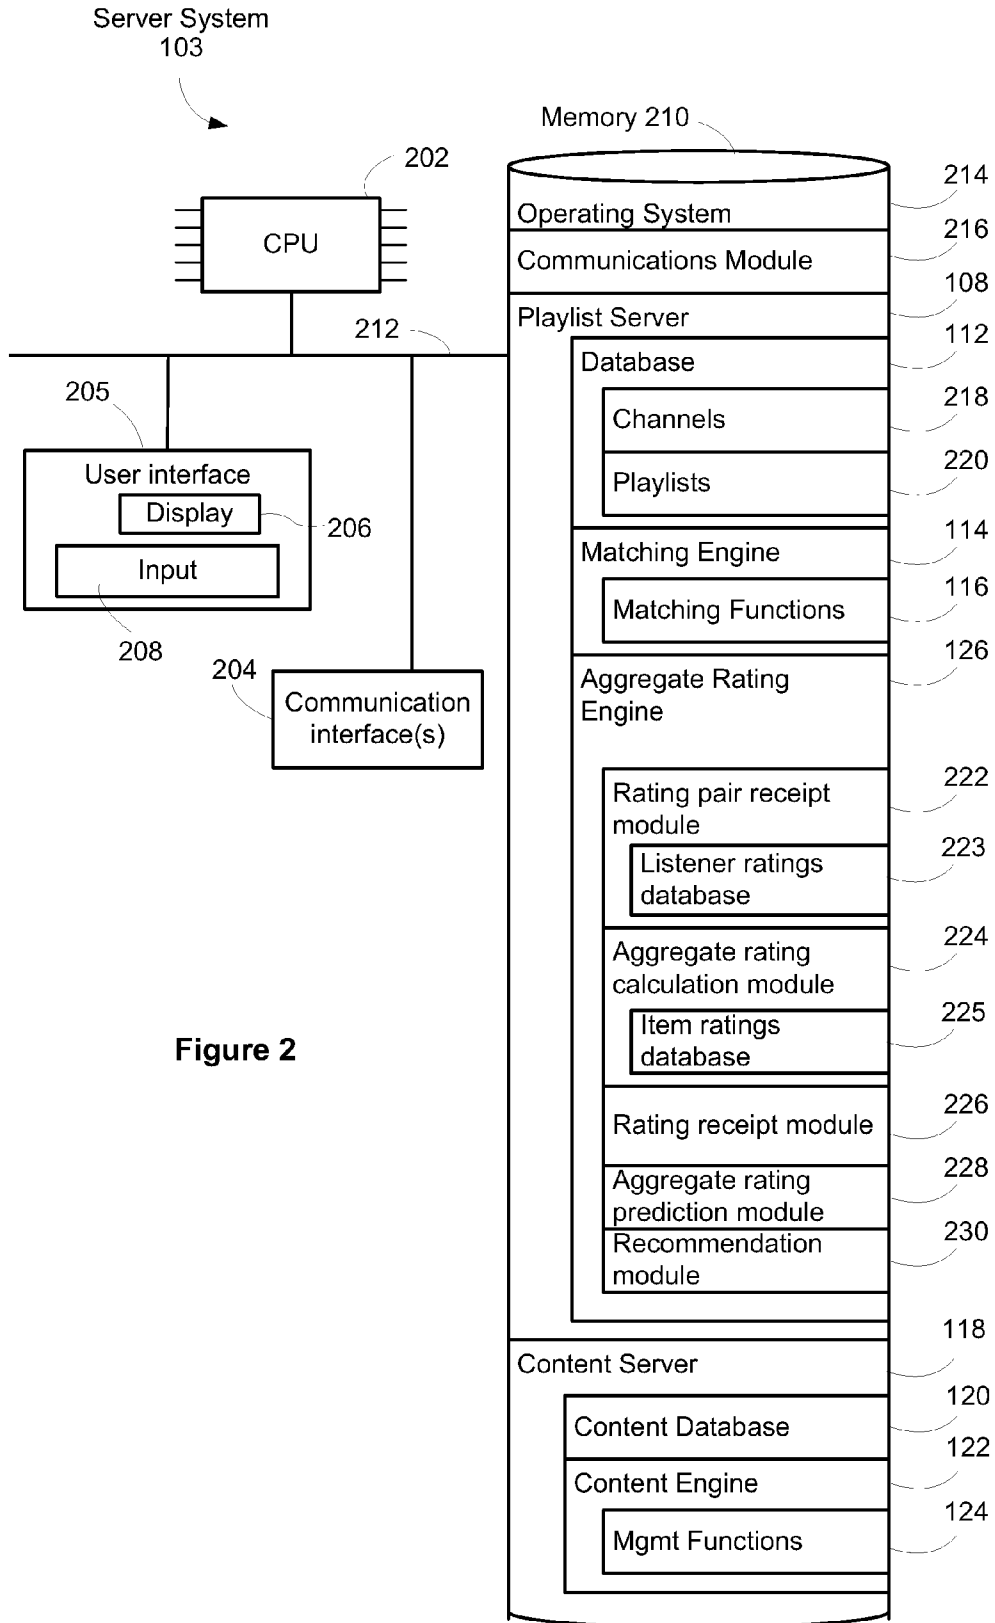 Server System
103
Memory 210
202
214
Operating System
CPU
216
Communications Module
108
Playlist Server
212
112
Database
205
218
Channels
User interface
220
Playlists
Display
206
114
Matching Engine
Input
116
Matching Functions
208
126
204
Aggregate Rating
Engine
Communication
interface(s)
222
Rating pair receipt
module
223
Listener ratings
database
224
Aggregate rating
calculation module
225
Item ratings
database
Figure 2
226
Rating receipt module
228
Aggregate rating
prediction module
230
Recommendation
module
118
Content Server
120
Content Database
122
Content Engine
124
Mgmt Functions